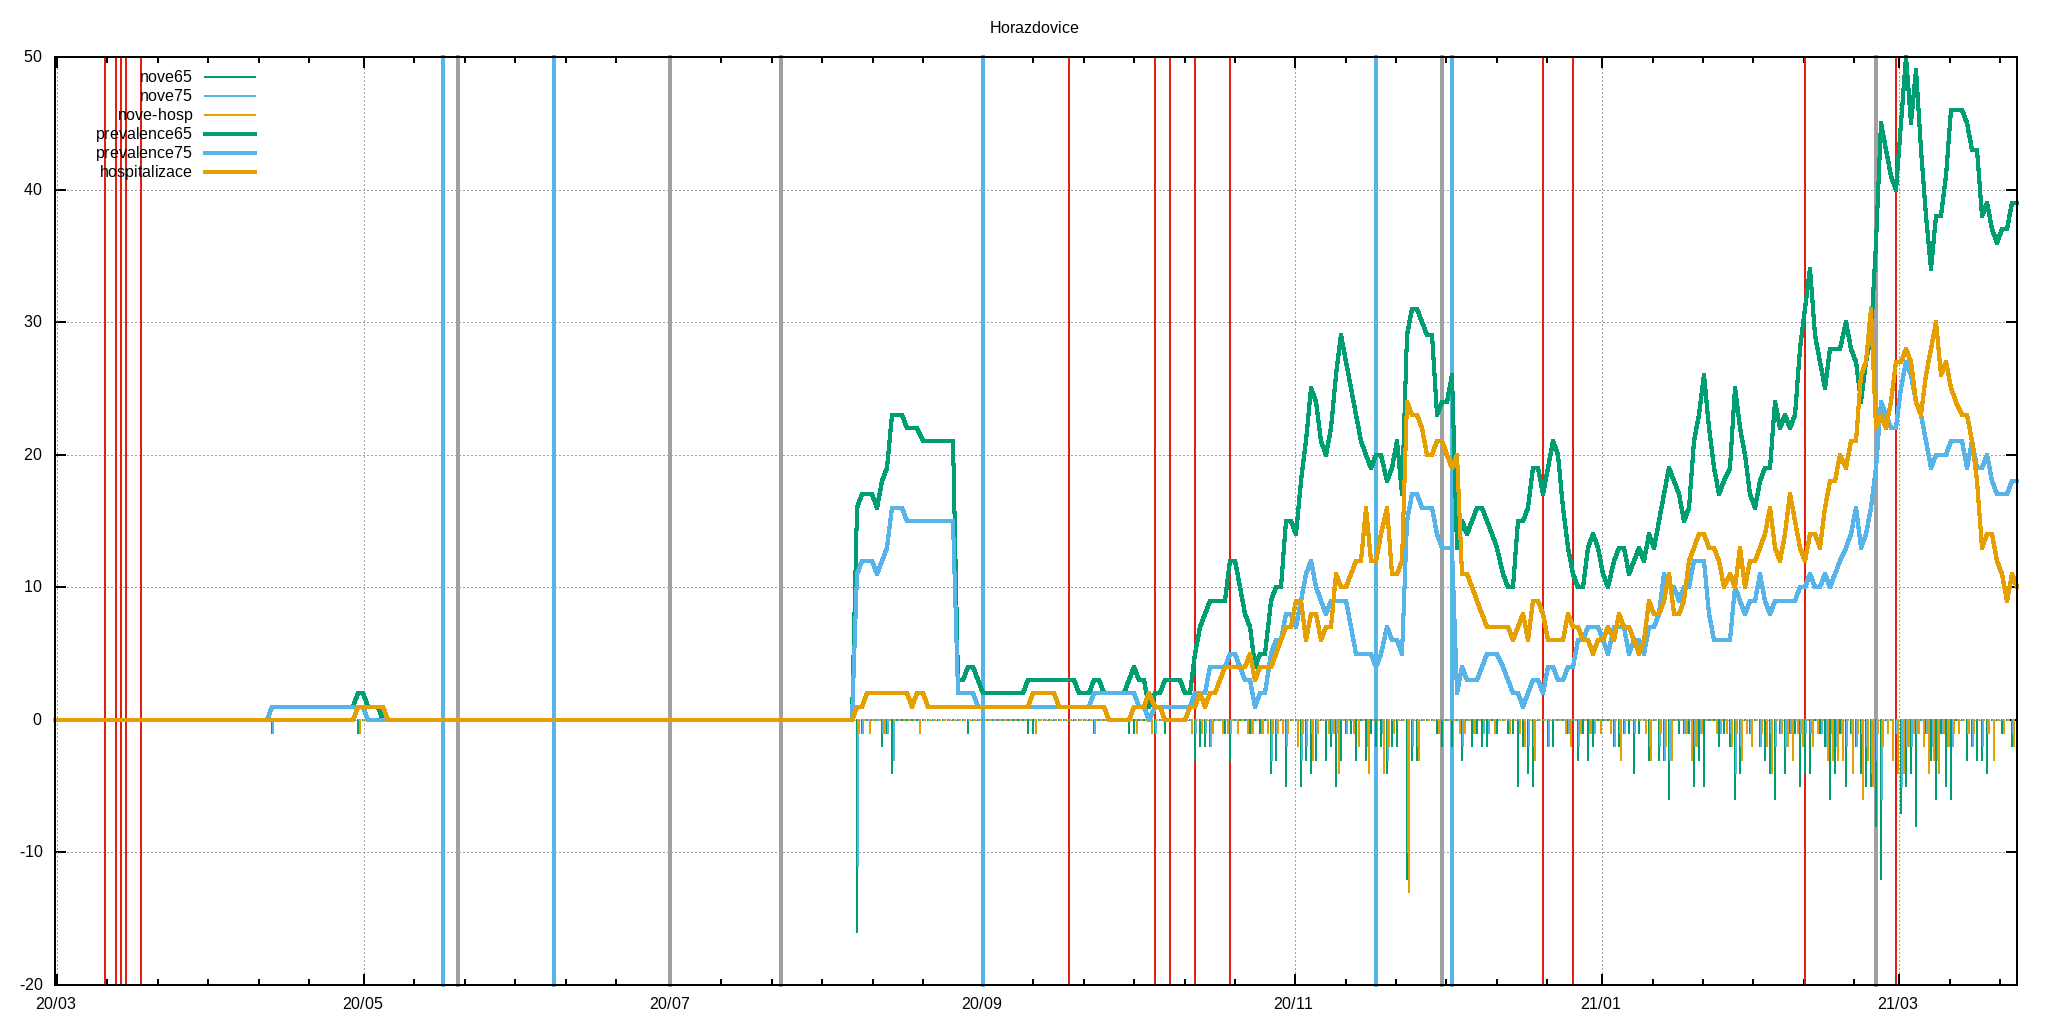 Horazdovice
50
40
30
20
10
0
-10
-20
nove65
nove75
nove-hosp
prevalence65
prevalence75
hospitalizace
20/03 20/05 20/07 20/09 20/11 21/01 21/03